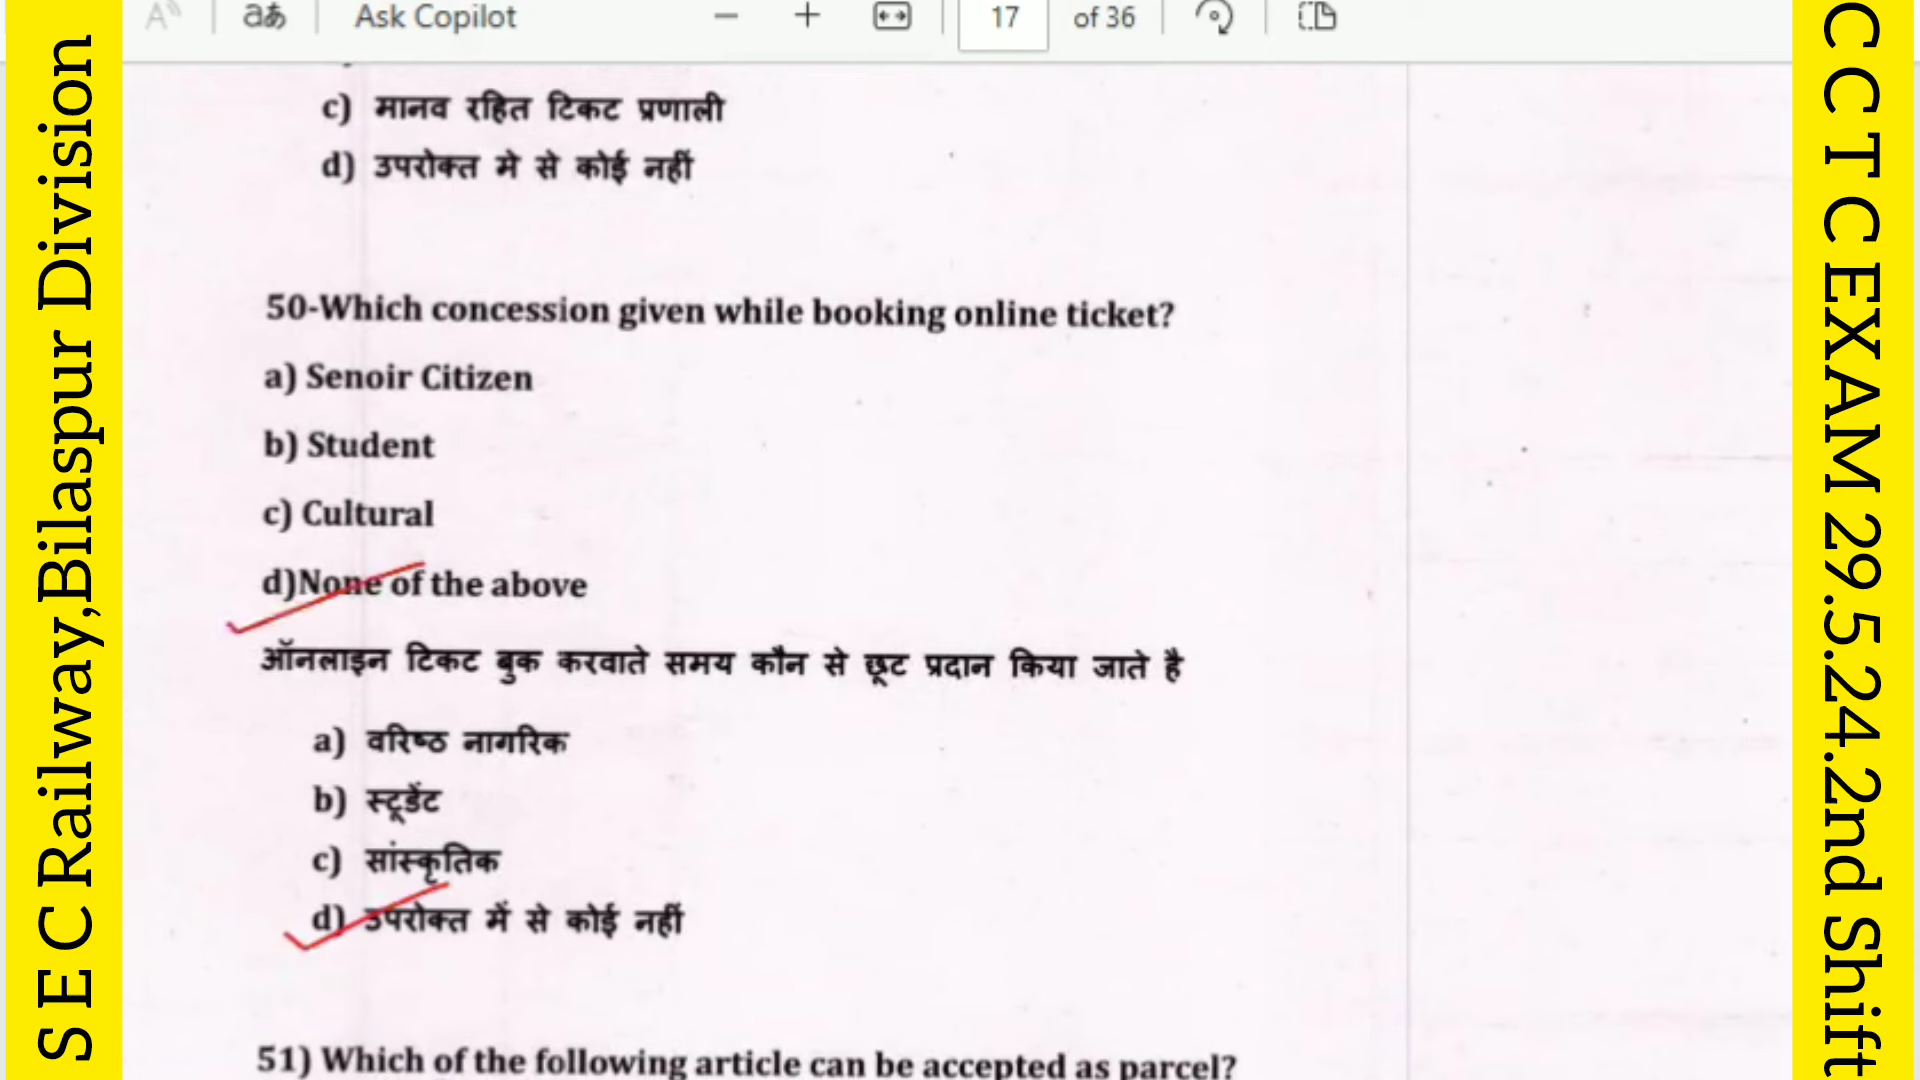 Ask Copilot
17 of 36
c) मानव रहित टिकट प्रणाली
d) उपरोक्त मे से कोई नहीं
50-Which concession given while booking online ticket?
a) Senoir Citizen
b) Student
c) Cultural
d)None of the above
ऑनलाइन टिकट बुक करवाते समय कौन से छूट प्रदान किया जाते है
a) वरिष्ठ नागरिक
b) स्टूडेंट
c) सांस्कृतिक
d) उपरोक्त में से कोई नहीं
51) Which of the following article can be accepted as parcel?
S E C Railway,Bilaspur Division
C C T C EXAM 29.5.24.2nd Shift